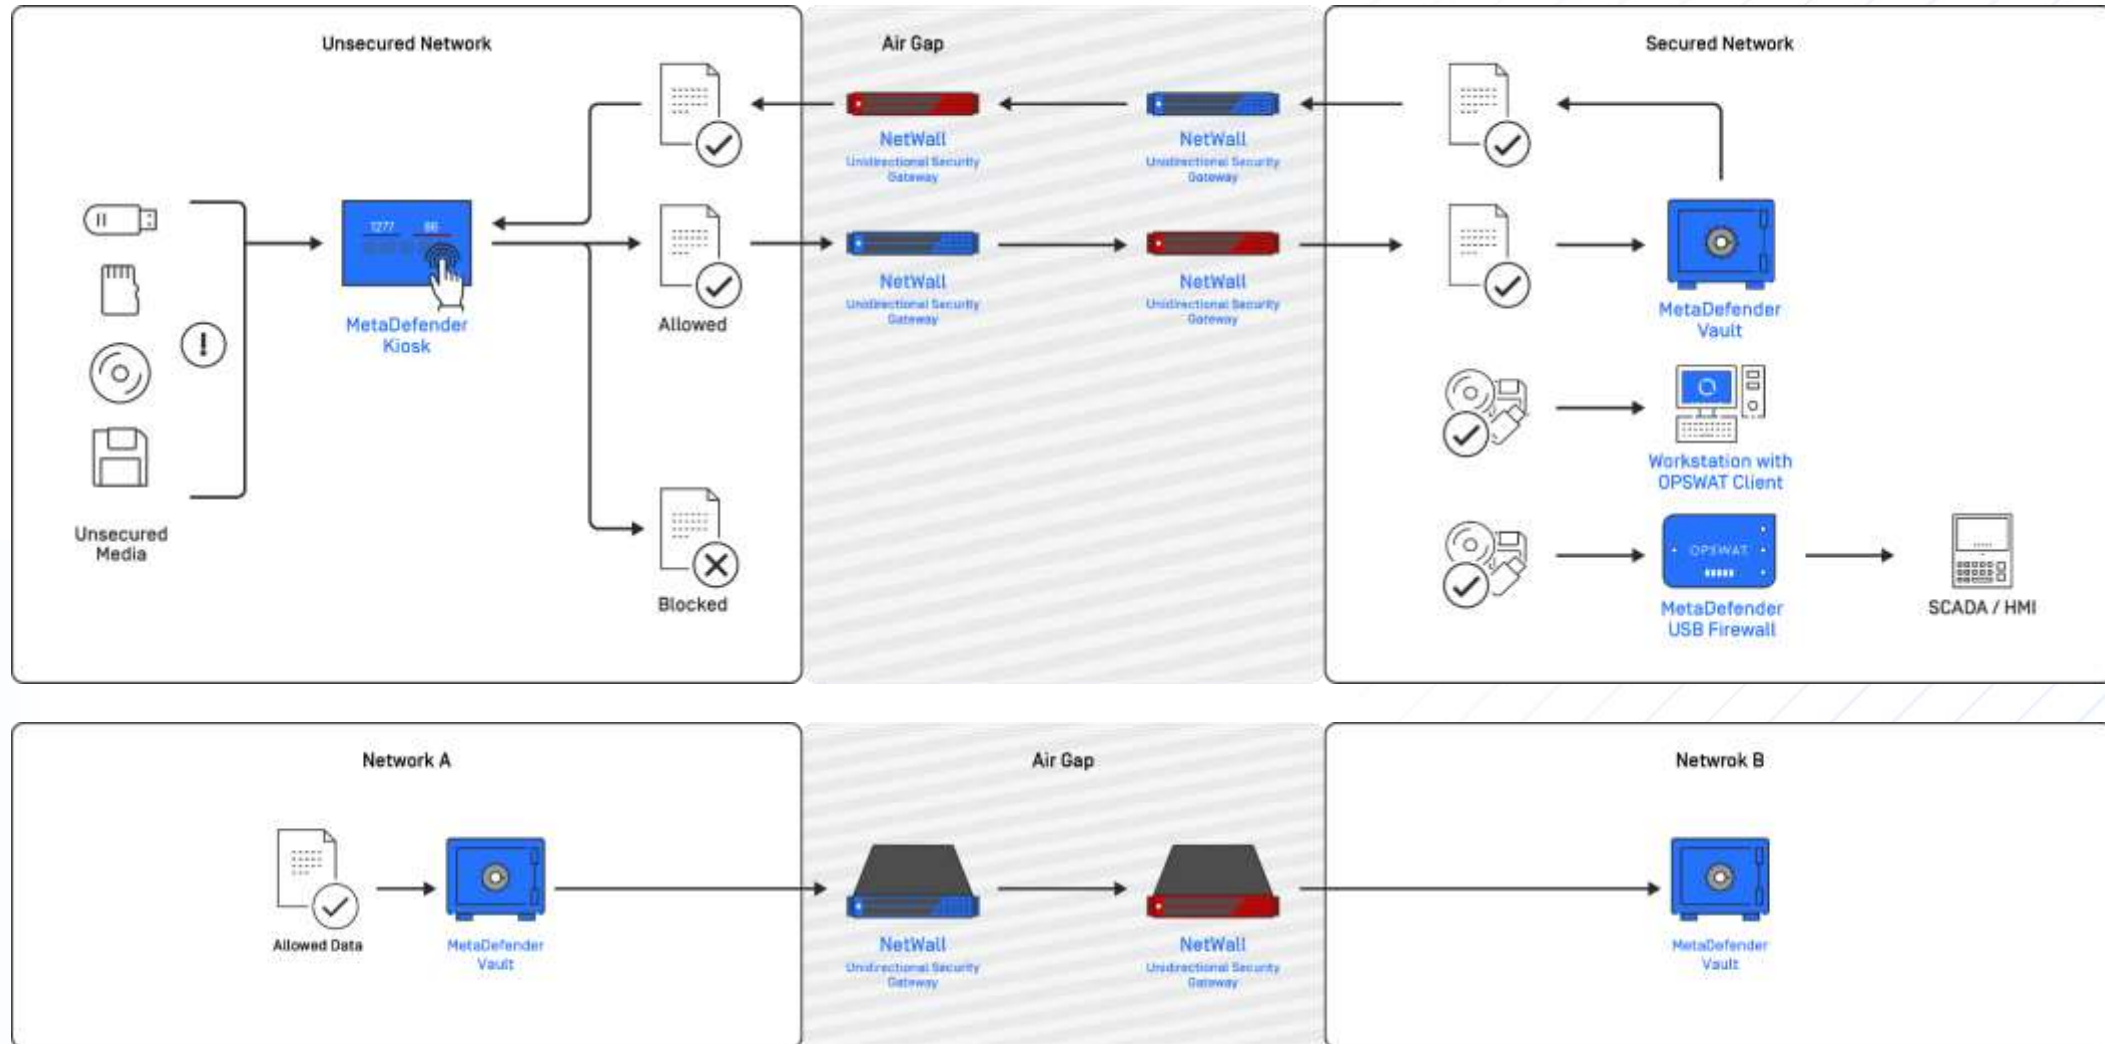 Unsecured Network
Air Gap
Secured Network
NetWall
Unidirectional Security
Gateway
NetWall
Unidirectional Security
Gateway
1277
86
MetaDefender
Kiosk
Allowed
NetWall
Unidirectional Security
Gateway
NetWall
Unidirectional Security
Gateway
MetaDefender
Vault
Workstation with
OPSWAT Client
Unsecured
Media
Blocked
OPSWAT
MetaDefender
USB Firewall
SCADA / HMI
Network A
Air Gap
Netwrok B
Allowed Data
MetaDefender
Vault
NetWall
Unidirectional Security
Gateway
NetWall
Unidirectional Security
Gateway
MetaDefender
Vault